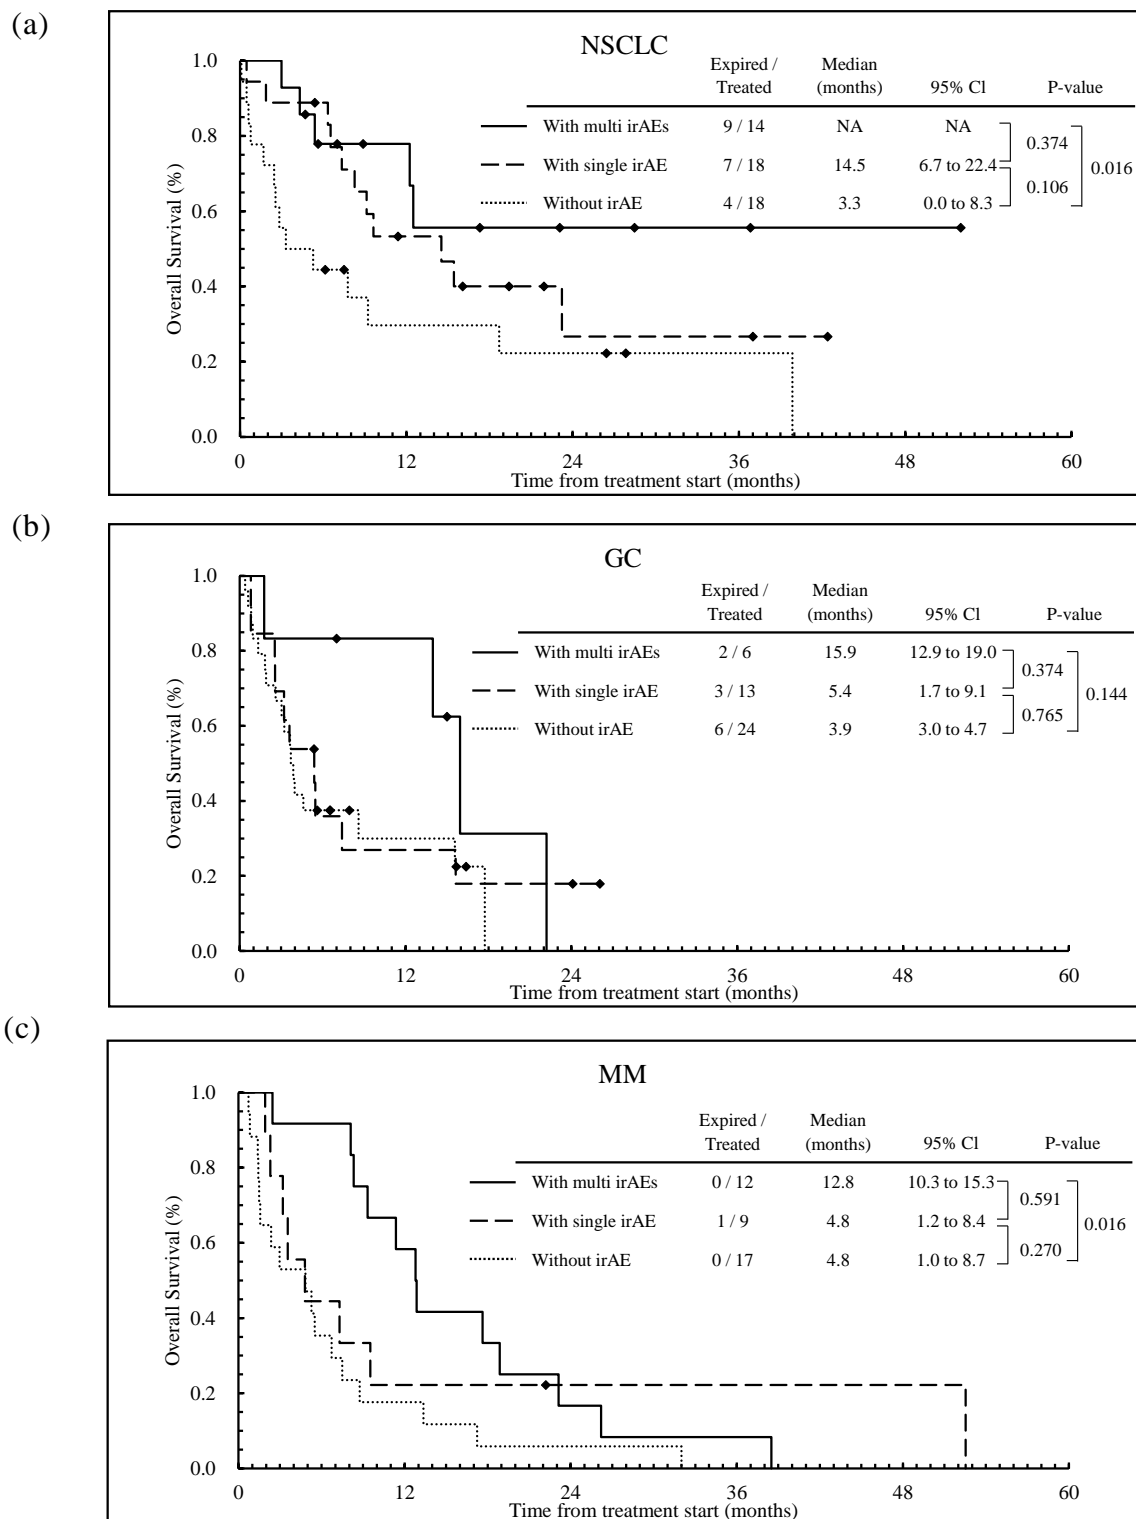 (a)
NSCLC
Expired / Median
Treated (months) 95% Cl P-value
With multi irAEs 9 / 14 NA NA
0.374
With single irAE 7 / 18 14.5 6.7 to 22.4 0.016
0.106
Without irAE 4 / 18 3.3 0.0 to 8.3
Overall Survival (%)
1.0
0.8
0.6
0.4
0.2
0.0
0 12 24 36 48 60
Time from treatment start (months)
(b)
GC
Expired / Median
Treated (months) 95% Cl P-value
With multi irAEs 2 / 6 15.9 12.9 to 19.0
0.374
With single irAE 3 / 13 5.4 1.7 to 9.1 0.144
0.765
Without irAE 6 / 24 3.9 3.0 to 4.7
Overall Survival (%)
1.0
0.8
0.6
0.4
0.2
0.0
0 12 24 36 48 60
Time from treatment start (months)
(c)
MM
Expired / Median
Treated (months) 95% Cl P-value
With multi irAEs 0 / 12 12.8 10.3 to 15.3
0.591
With single irAE 1 / 9 4.8 1.2 to 8.4 0.016
0.270
Without irAE 0 / 17 4.8 1.0 to 8.7
Overall Survival (%)
1.0
0.8
0.6
0.4
0.2
0.0
0 12 24 36 48 60
Time from treatment start (months)